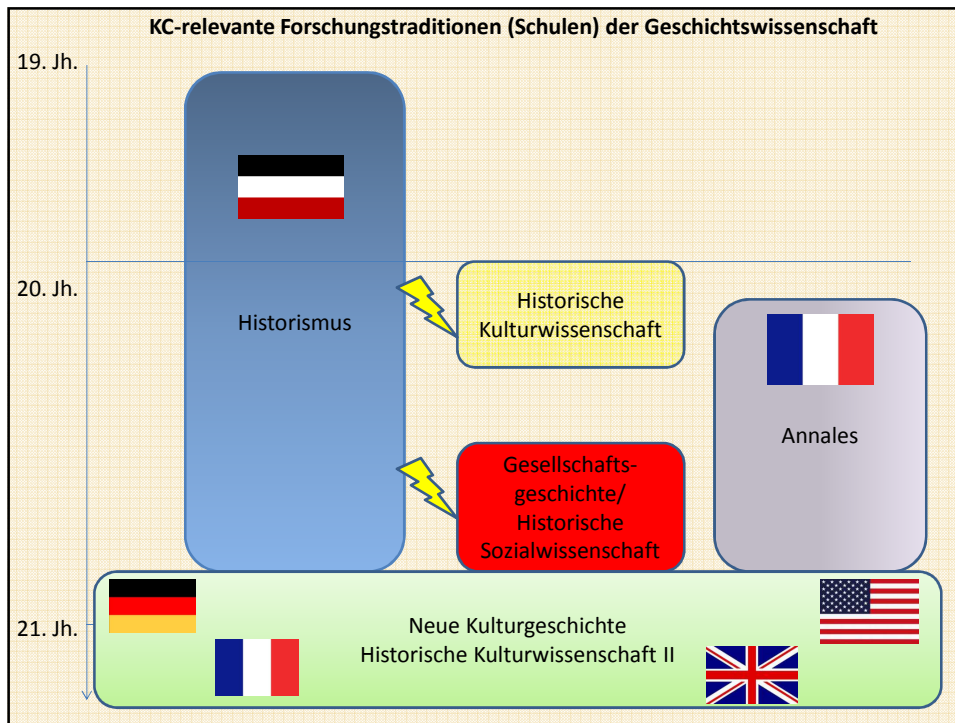 KC-relevante Forschungstraditionen (Schulen) der Geschichtswissenschaft
19. Jh.
20. Jh.
Historismus
Historische
Kulturwissenschaft
Annales
Gesellschafts-
geschichte/
Historische
Sozialwissenschaft
21. Jh.
Neue Kulturgeschichte
Historische Kulturwissenschaft II